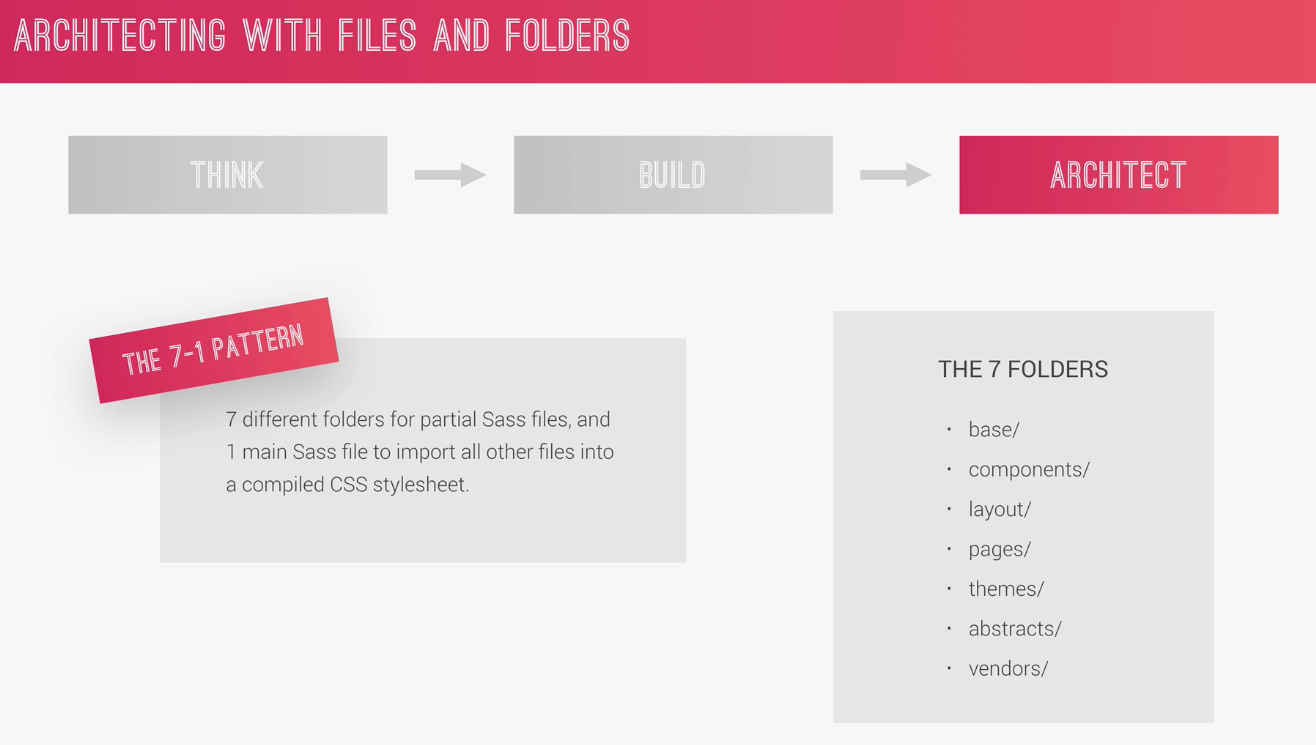 ARCHITECTING WITH FILES AND FOLDERS
THINK
BUILD
ARCHITECT
THE 7-1 PATTERN
7 different folders for partial Sass files, and
1 main Sass file to import all other files into
a compiled CSS stylesheet.
THE 7 FOLDERS
• base/
• components/
• layout/
• pages/
• themes/
• abstracts/
• vendors/